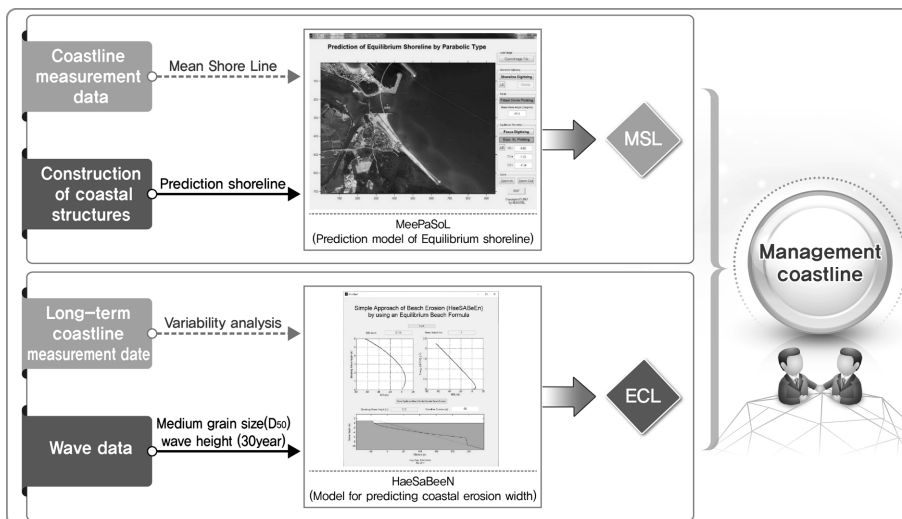 Coastline
measurement
data
Mean Shore Line
Construction
of coastal
structures
Prediction shoreline
Prediction of Equilibrium Shoreline by Parabolic Type
MeePaSoL
(Prediction model of Equilibrium shoreline)
MSL
Long-term
coastline
measurement date
Variability analysis
Wave data
Medium grain size(D50)
wave height (30year)
Simple Approach of Beach Erosion (HaeSABeEn)
by using an Equilibrium Beach Formula
HaeSaBeeN
(Model for predicting coastal erosion width)
ECL
Management
coastline